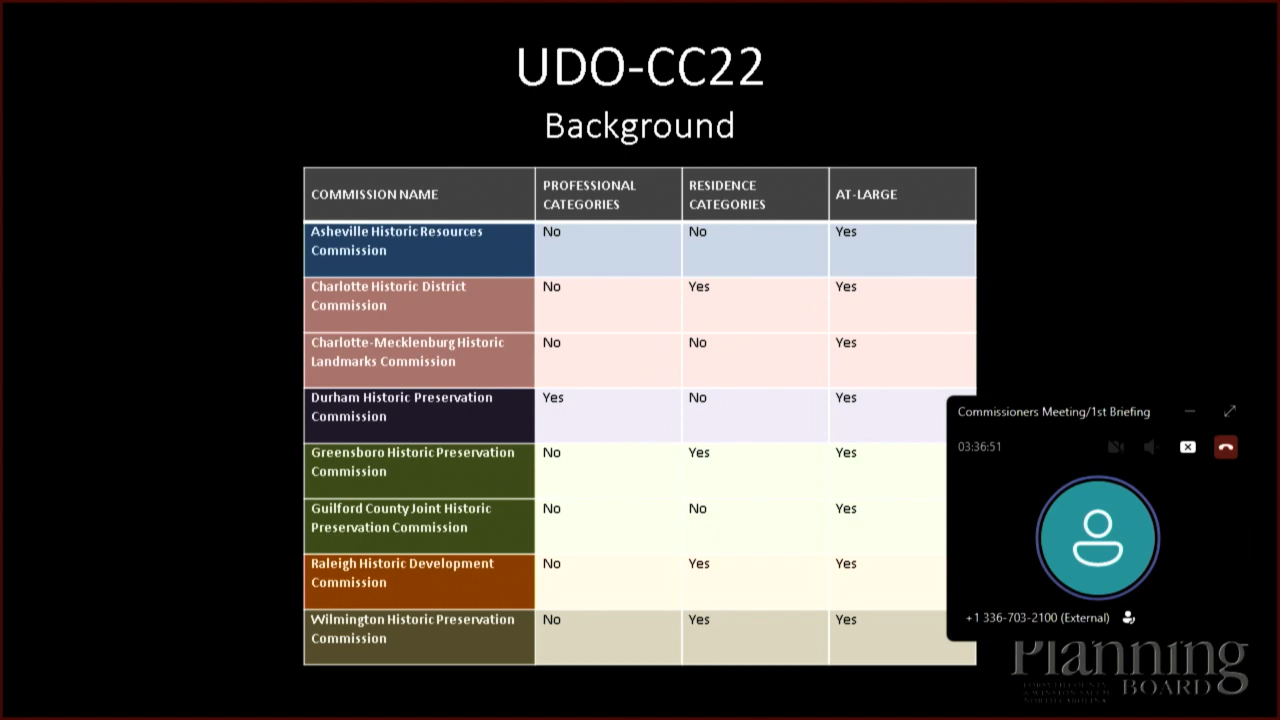 UDO-CC22
Background
COMMISSION NAME
PROFESSIONAL
CATEGORIES
RESIDENCE
CATEGORIES
AT-LARGE
Asheville Historic Resources
Commission
No
No
Yes
Charlotte Historic District
Commission
No
Yes
Yes
Charlotte-Mecklenburg Historic
Landmarks Commission
No
No
Yes
Durham Historic Preservation
Commission
Yes
No
Yes
Greensboro Historic Preservation
Commission
No
Yes
Yes
Guilford County Joint Historic
Preservation Commission
No
No
Yes
Raleigh Historic Development
Commission
No
Yes
Yes
Wilmington Historic Preservation
Commission
No
Yes
Yes
Commissioners Meeting/1st Briefing
03:36:51
+1 336-703-2100 (External)
Planning
BOARD